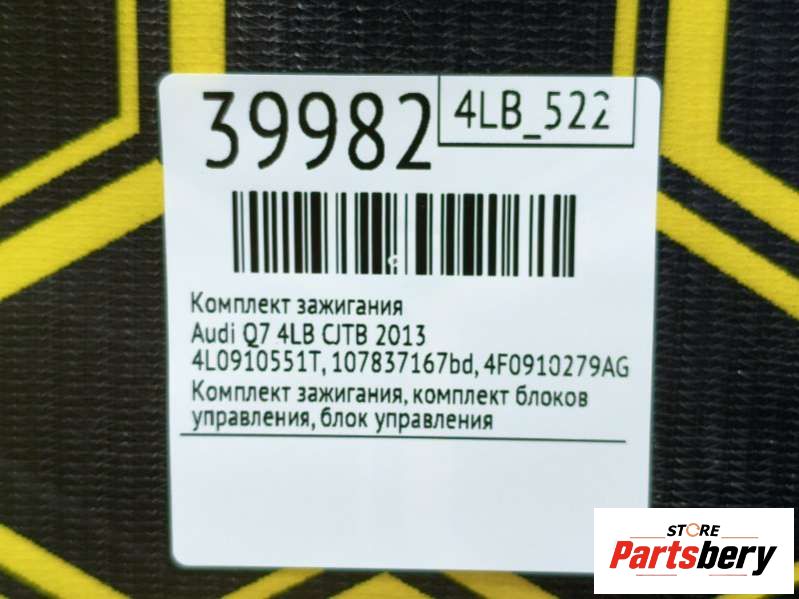 39982
4LB_522
Комплект зажигания
Audi Q7 4LB CJTB 2013
4L0910551T, 107837167bd, 4F0910279AG
Комплект зажигания, комплект блоков
управления, блок управления
STORE
Partsbery